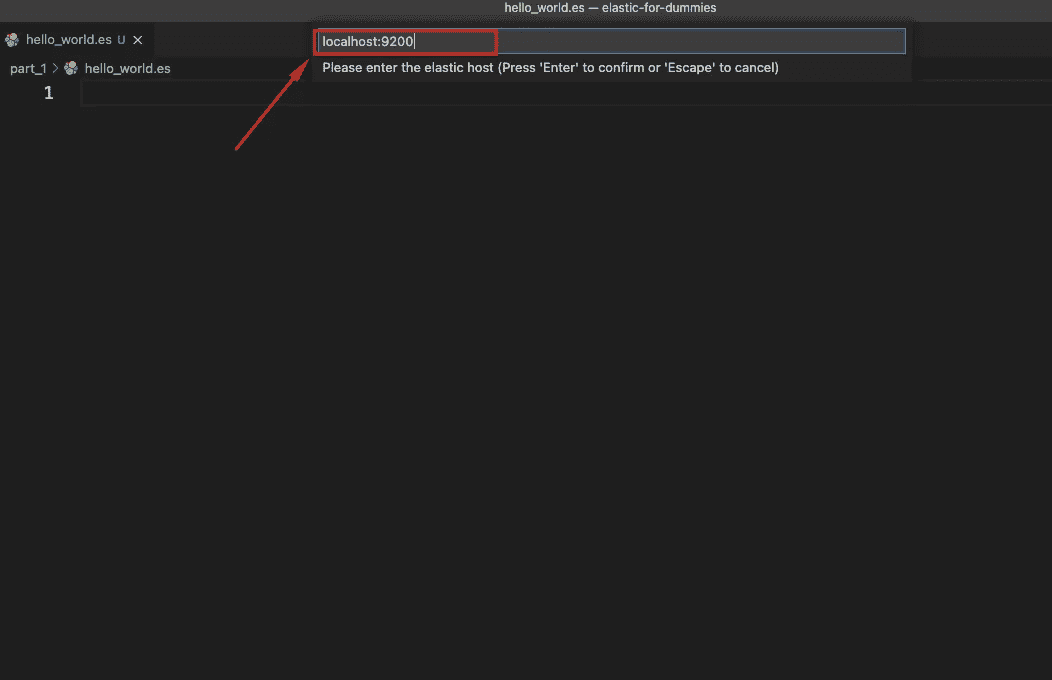 hello_world.es — elastic-for-dummies
hello_world.es U
localhost:9200
part_1 > hello_world.es
Please enter the elastic host (Press 'Enter' to confirm or 'Escape' to cancel)
1